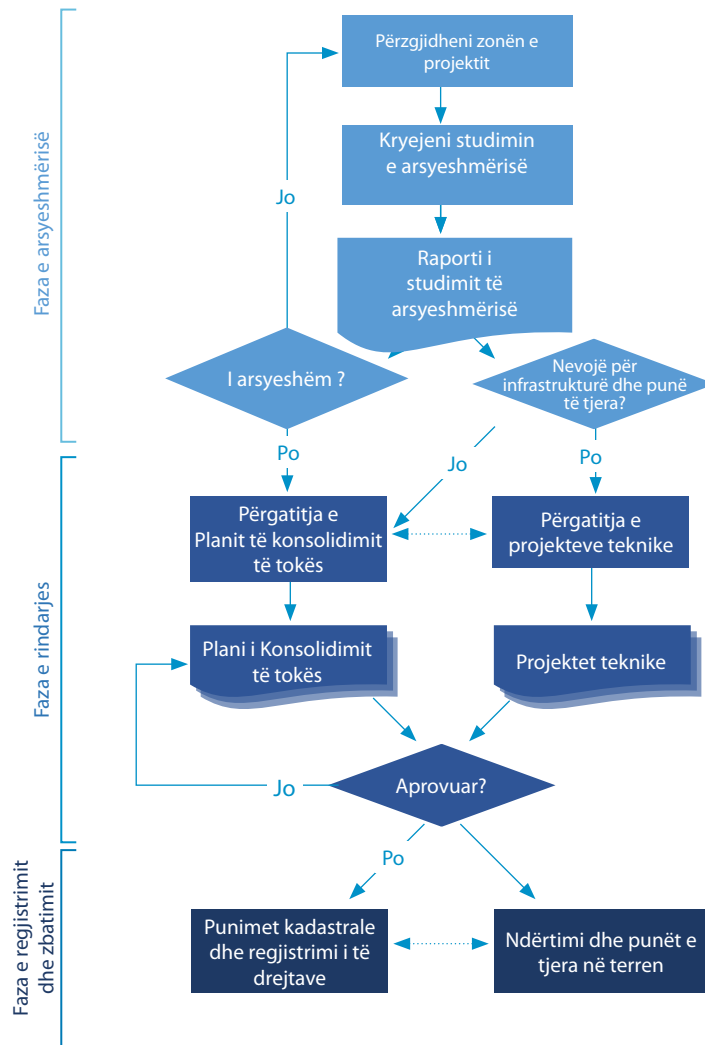 Përzgjidheni zonën e
projektit
Kryejeni studimin
e arsyeshmërisë
Jo
Raporti i
studimit të
arsyeshmërisë
I arsyeshëm ?
Nevojë për
infrastrukturë dhe punë
të tjera?
Faza e arsyeshmërisë
Po
Jo
Po
Përgatitja e
Planit të konsolidimit
të tokës
Përgatitja e
projekteve teknike
Plani i Konsolidimit
të tokës
Projektet teknike
Jo
Aprovuar?
Faza e rindarjes
Po
Punimet kadastrale
dhe regjistrimi i të
drejtave
Ndërtimi dhe punët e
tjera në terren
Faza e regjistrimit
dhe zbatimit